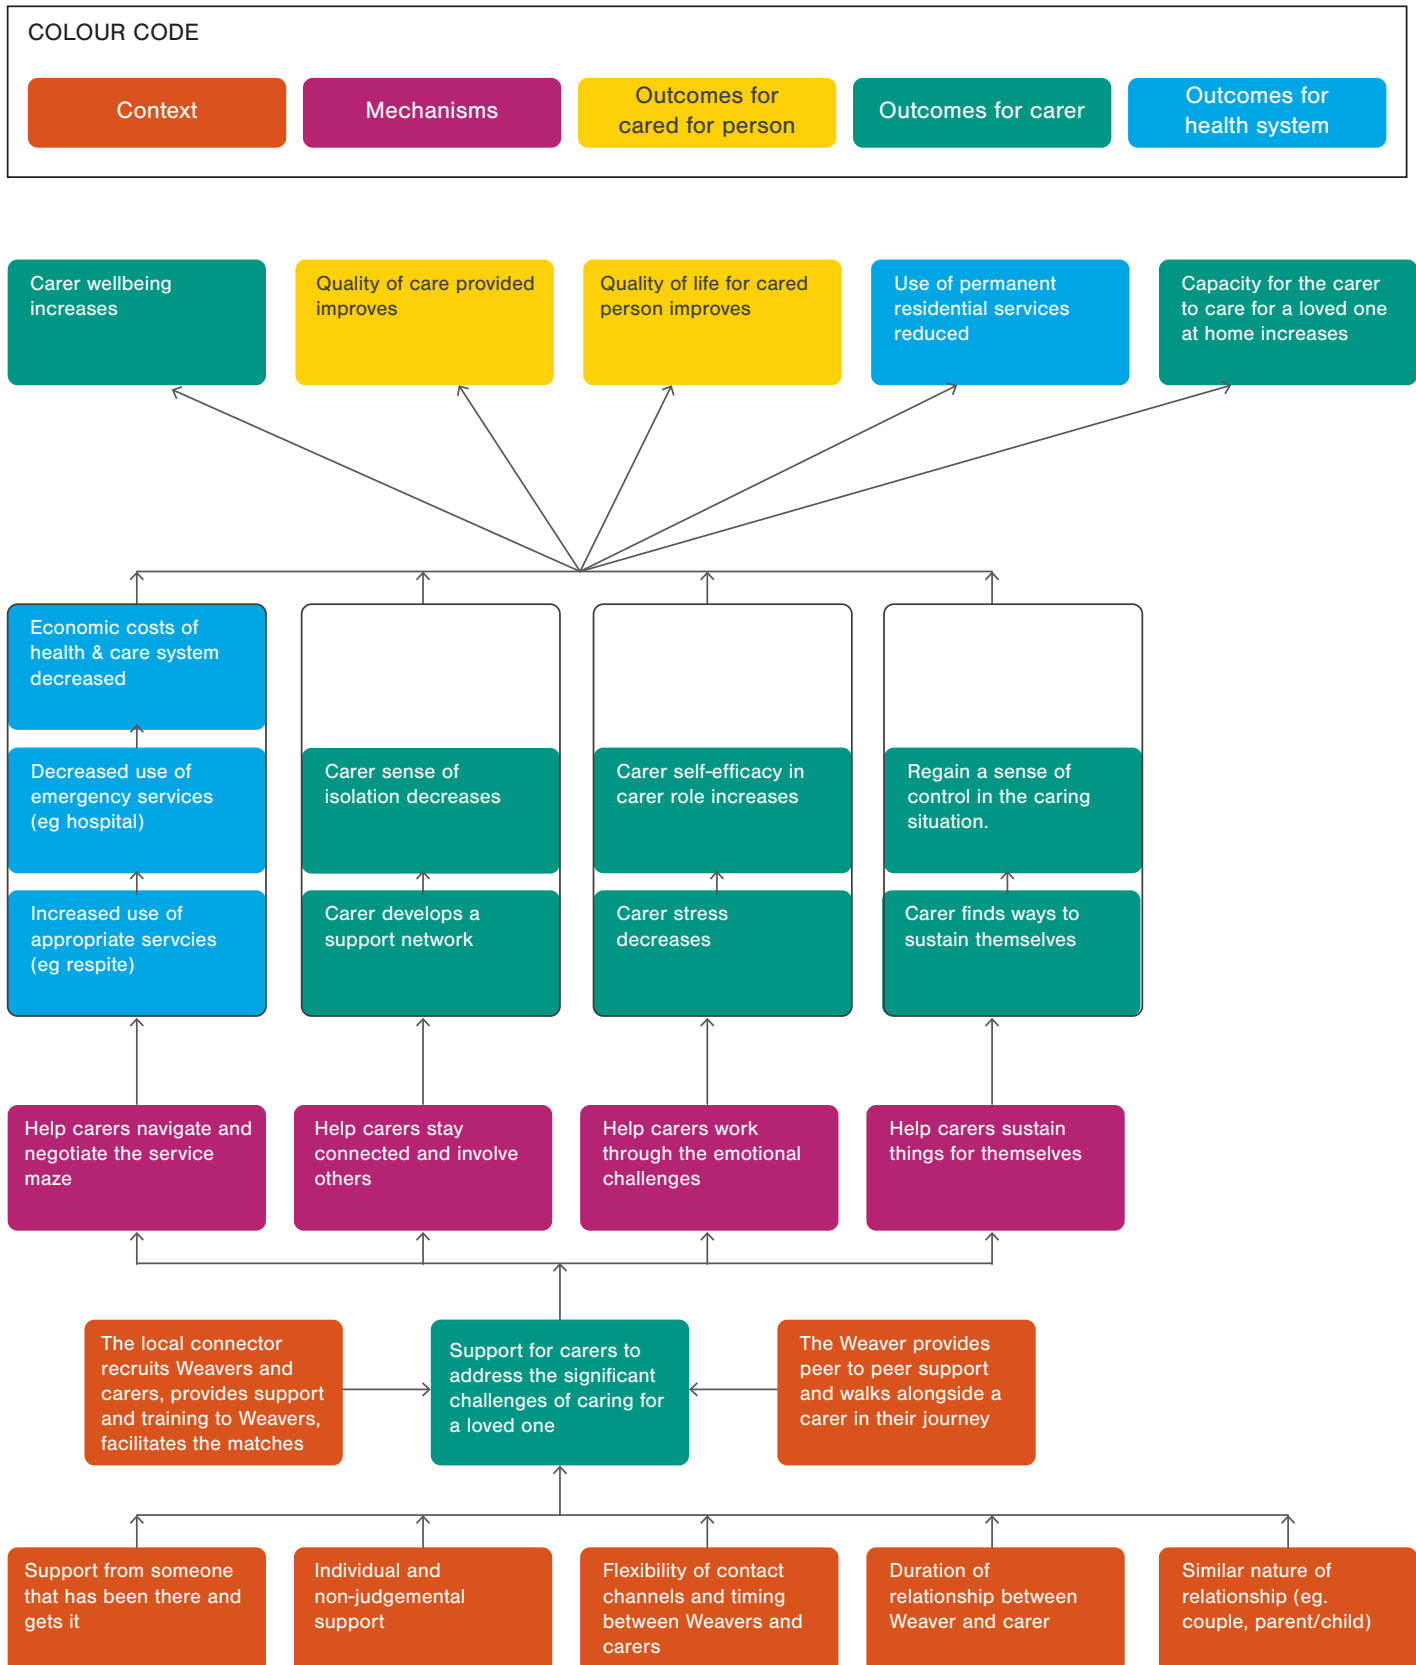 COLOUR CODE
Context
Mechanisms
Outcomes for
cared for person
Outcomes for carer
Outcomes for
health system
Carer wellbeing
increases
Quality of care provided
improves
Quality of life for cared
person improves
Use of permanent
residential services
reduced
Capacity for the carer
to care for a loved one
at home increases
Economic costs of
health & care system
decreased
Decreased use of
emergency services
(eg hospital)
Carer sense of
isolation decreases
Carer self-efficacy in
carer role increases
Regain a sense of
control in the caring
situation.
Increased use of
appropriate servcies
(eg respite)
Carer develops a
support network
Carer stress
decreases
Carer finds ways to
sustain themselves
Help carers navigate and
negotiate the service
maze
Help carers stay
connected and involve
others
Help carers work
through the emotional
challenges
Help carers sustain
things for themselves
The local connector
recruits Weavers and
carers, provides support
and training to Weavers,
facilitates the matches
Support for carers to
address the significant
challenges of caring for
a loved one
The Weaver provides
peer to peer support
and walks alongside a
carer in their journey
Support from someone
that has been there and
gets it
Individual and
non-judgemental
support
Flexibility of contact
channels and timing
between Weavers and
carers
Duration of
relationship between
Weaver and carer
Similar nature of
relationship (eg.
couple, parent/child)